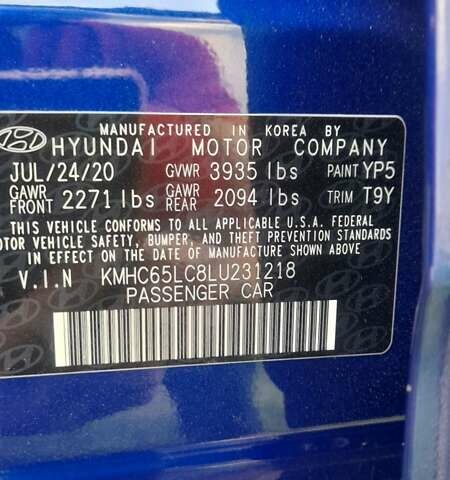 MANUFACTURED IN KOREA BY
HYUNDAI MOTOR COMPANY
JUL/24/20 GVWR 3935 lbs PAINT YP5
GAWR FRONT 2271 lbs GAWR REAR 2094 lbs TRIM T9Y
THIS VEHICLE CONFORMS TO ALL APPLICABLE U.S.A. FEDERAL
MOTOR VEHICLE SAFETY, BUMPER, AND THEFT PREVENTION STANDARDS
IN EFFECT ON THE DATE OF MANUFACTURE SHOWN ABOVE.
V.I.N KMHC65LC8LU231218
PASSENGER CAR